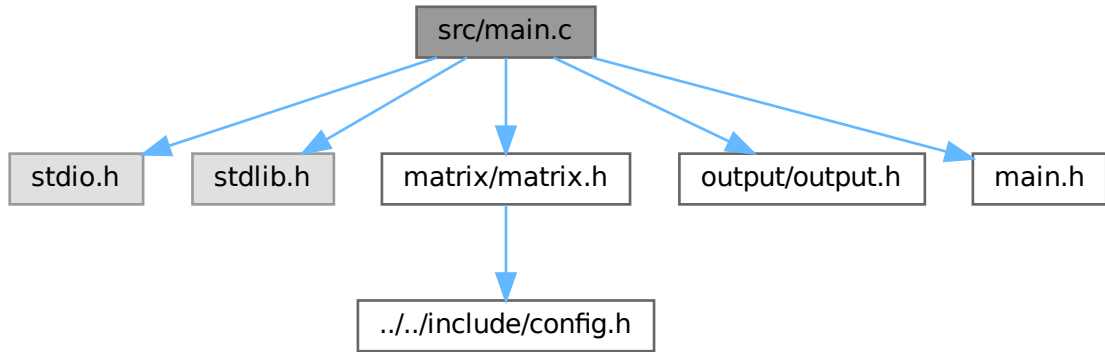 src/main.c
stdio.h
stdlib.h
matrix/matrix.h
output/output.h
main.h
../../include/config.h